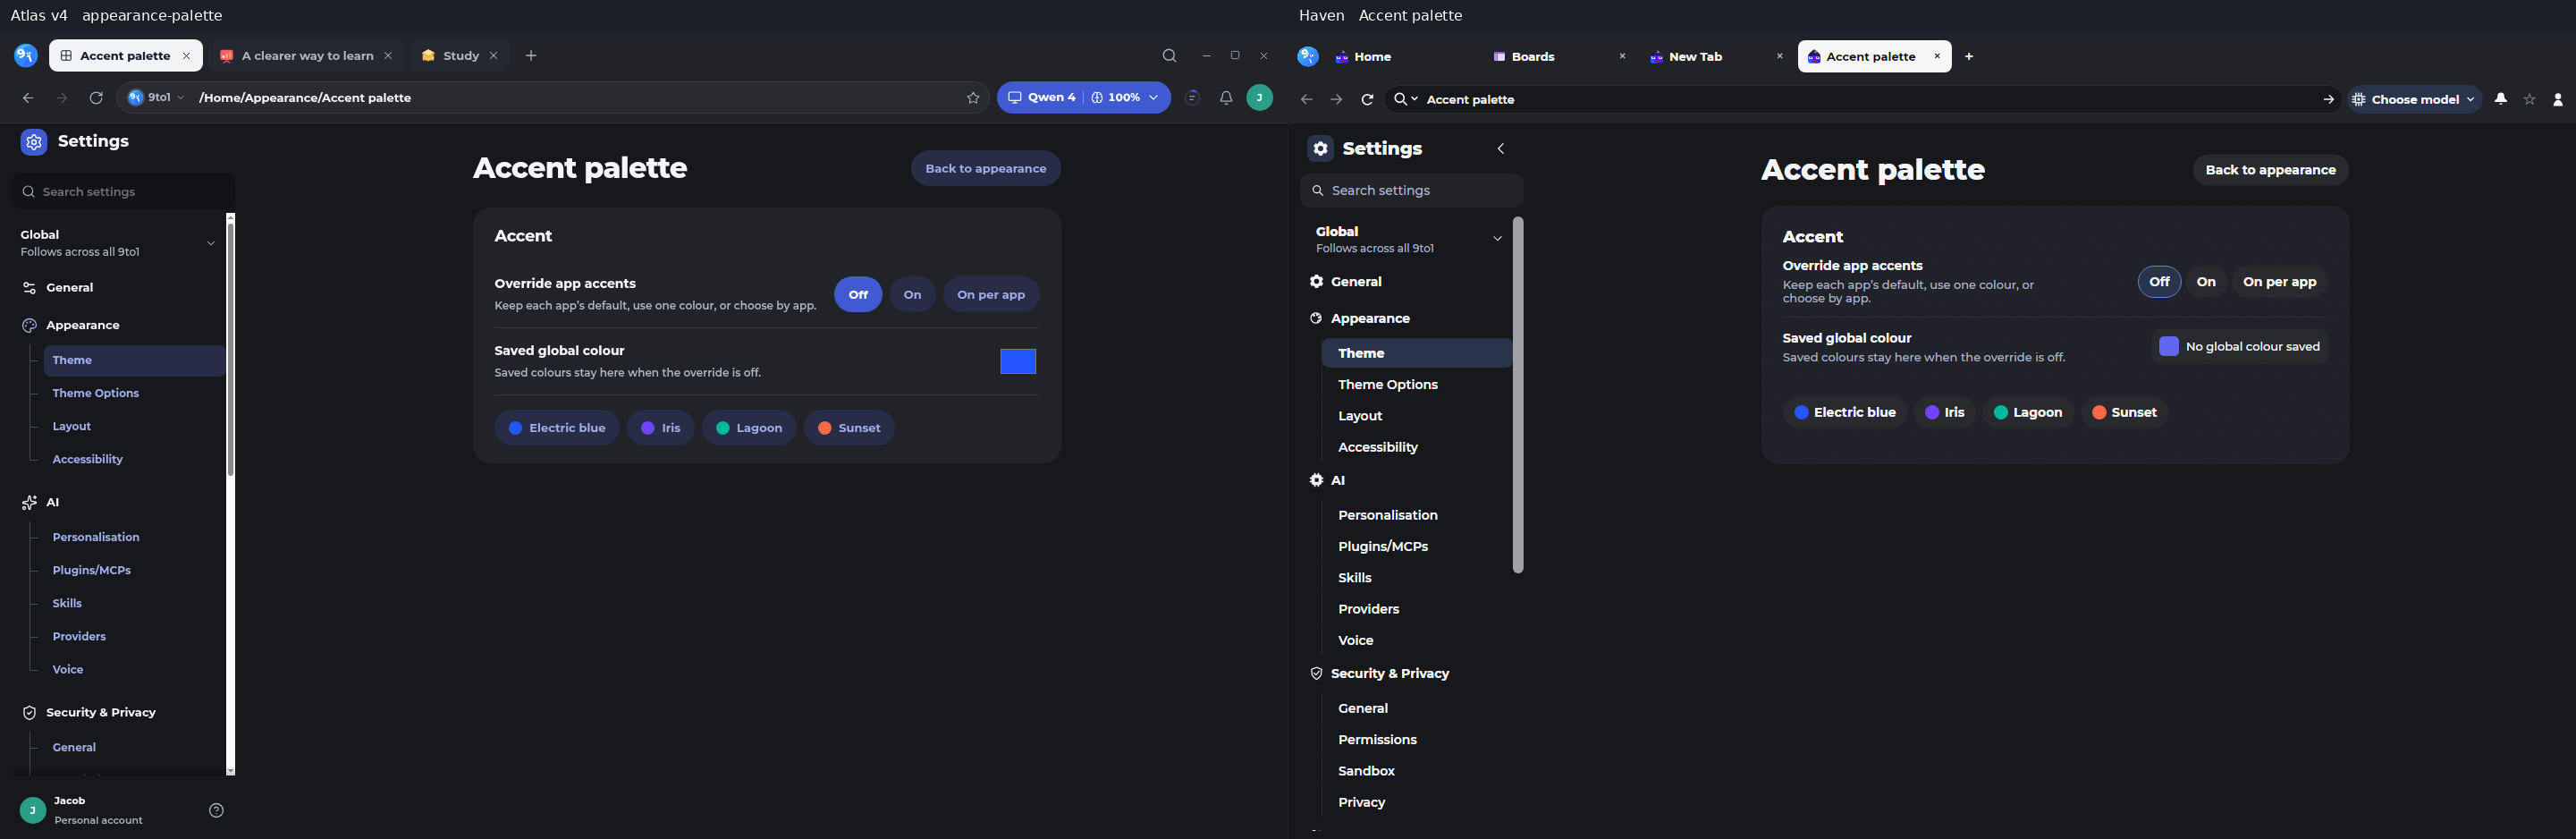 Atlas v4 appearance-palette
Accent palette
A clearer way to learn
Study
9to1
/Home/Appearance/Accent palette
Qwen 4
100%
J
Settings
Search settings
Global
Follows across all 9to1
General
Appearance
Theme
Theme Options
Layout
Accessibility
AI
Personalisation
Plugins/MCPs
Skills
Providers
Voice
Security & Privacy
General
J
Jacob
Personal account
Accent palette
Back to appearance
Accent
Override app accents
Keep each app's default, use one colour, or choose by app.
Off
On
On per app
Saved global colour
Saved colours stay here when the override is off.
Electric blue
Iris
Lagoon
Sunset
Haven Accent palette
Home
Boards
New Tab
Accent palette
Accent palette
Choose model
Settings
Search settings
Global
Follows across all 9to1
General
Appearance
Theme
Theme Options
Layout
Accessibility
AI
Personalisation
Plugins/MCPs
Skills
Providers
Voice
Security & Privacy
General
Permissions
Sandbox
Privacy
Accent palette
Back to appearance
Accent
Override app accents
Keep each app's default, use one colour, or
choose by app.
Off
On
On per app
Saved global colour
Saved colours stay here when the override is off.
No global colour saved
Electric blue
Iris
Lagoon
Sunset